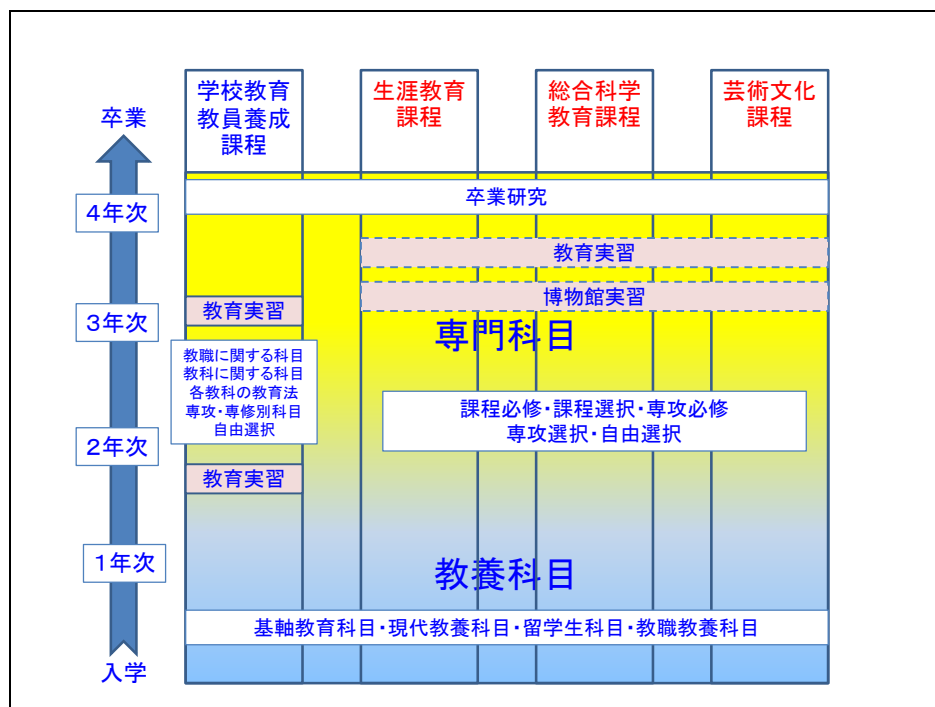 学校教育
教員養成
課程
生涯教育
課程
総合科学
教育課程
芸術文化
課程
卒業
4年次
卒業研究
教育実習
博物館実習
教育実習
3年次
専門科目
教職に関する科目
教科に関する科目
各教科の教育法
専攻・専修別科目
自由選択
課程必修・課程選択・専攻必修
専攻選択・自由選択
2年次
教育実習
1年次
教養科目
基軸教育科目・現代教養科目・留学生科目・教職教養科目
入学